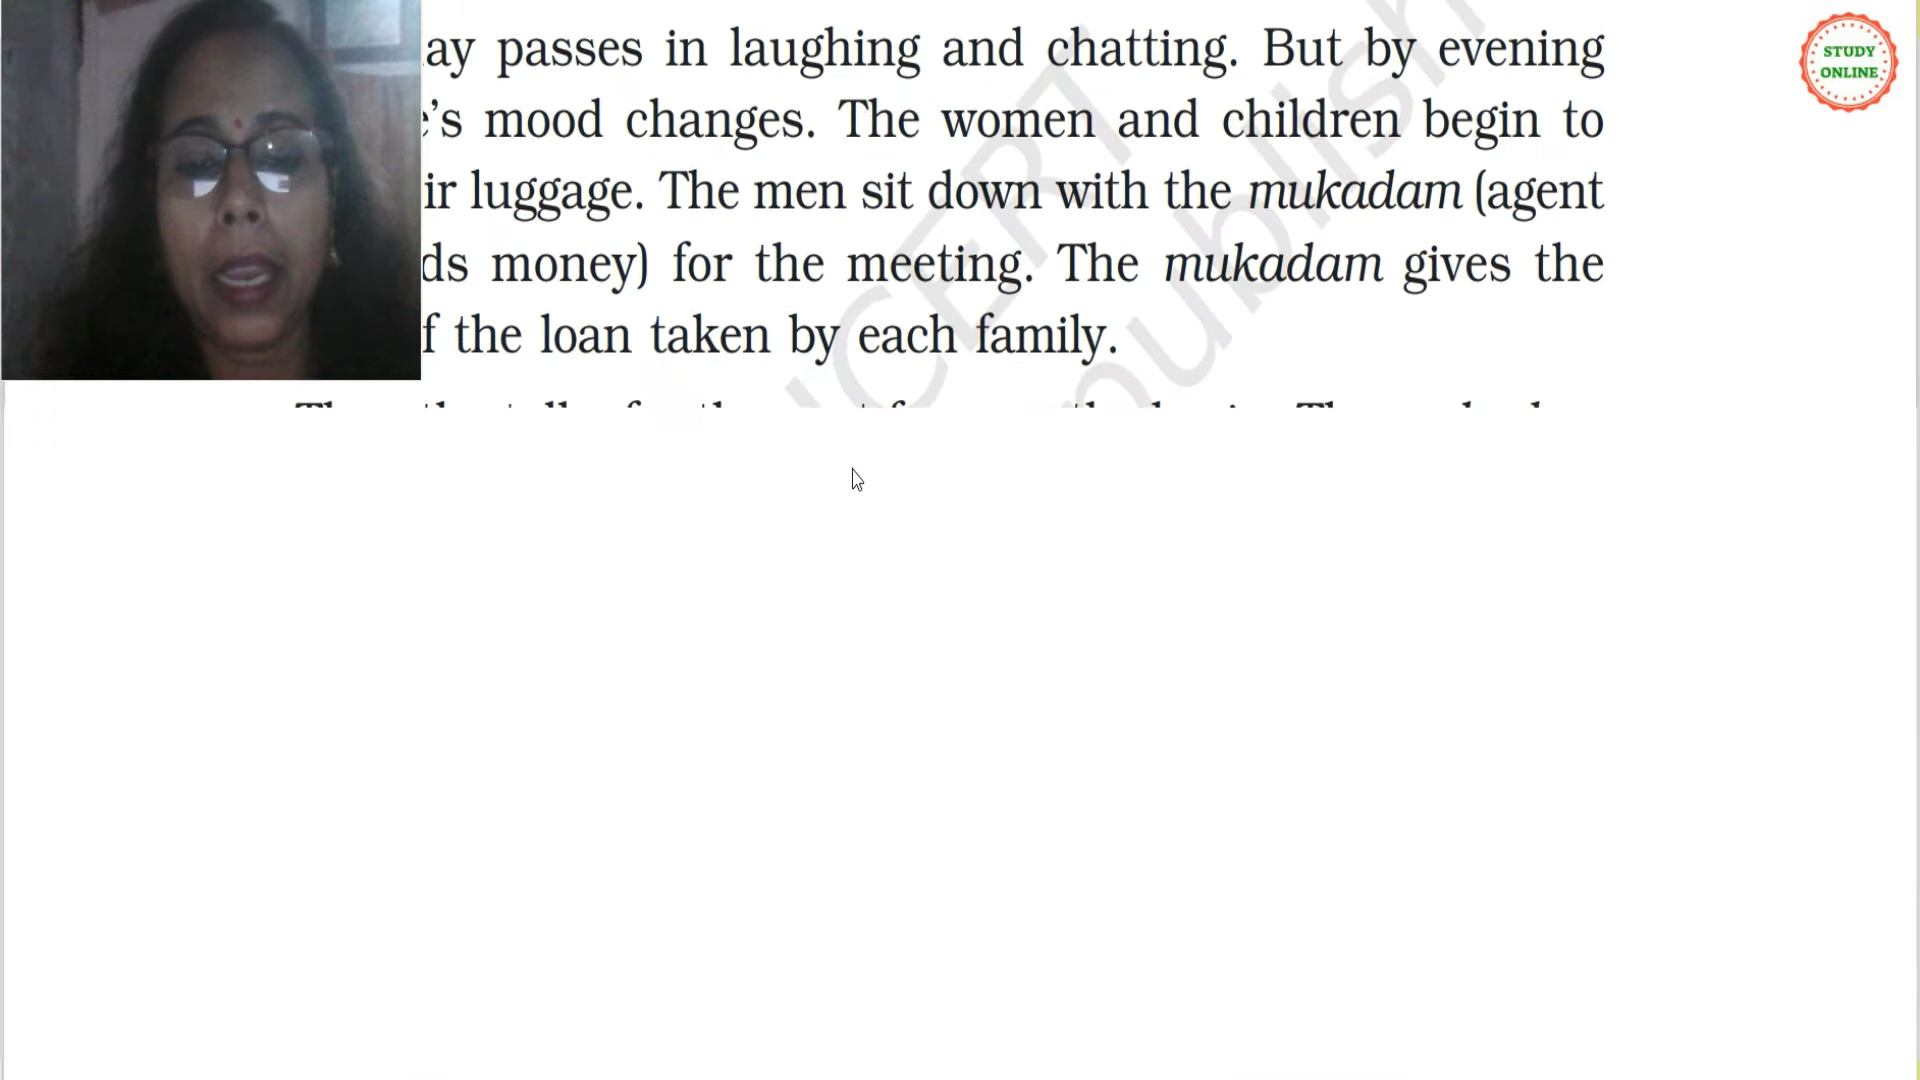 ay passes in laughing and chatting. But by evening
's mood changes. The women and children begin to
ir luggage. The men sit down with the mukadam (agent
ds money) for the meeting. The mukadam gives the
f the loan taken by each family.
STUDY
ONLINE